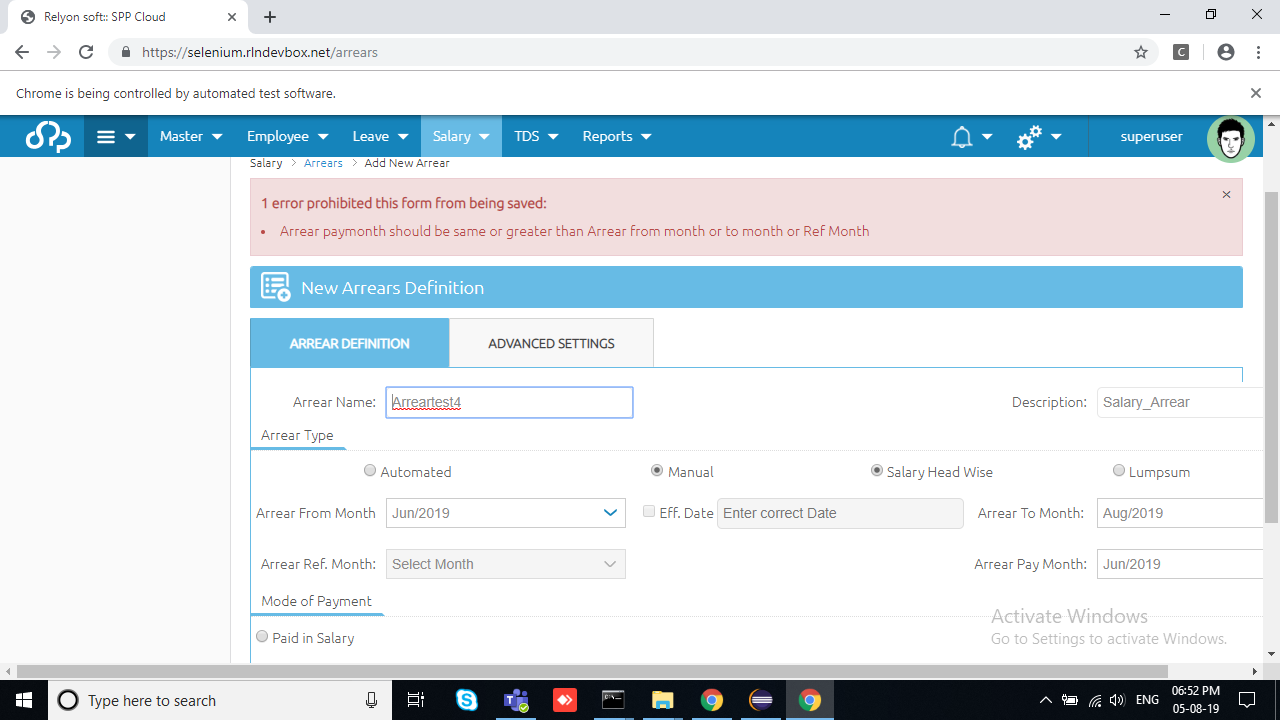 Relyon soft:: SPP Cloud
https://selenium.rlndevbox.net/arrears
C
Chrome is being controlled by automated test software.
Master Employee Leave Salary TDS Reports superuser
Salary > Arrears > Add New Arrear
1 error prohibited this form from being saved:
• Arrear paymonth should be same or greater than Arrear from month or to month or Ref Month
New Arrears Definition
ARREAR DEFINITION ADVANCED SETTINGS
Arrear Name: Arreartest4 Description: Salary_Arrear
Arrear Type
Automated Manual Salary Head Wise Lumpsum
Arrear From Month Jun/2019 Eff. Date Enter correct Date Arrear To Month: Aug/2019
Arrear Ref. Month: Select Month Arrear Pay Month: Jun/2019
Mode of Payment
Activate Windows
Paid in Salary Go to Settings to activate Windows.
Type here to search ENG 06:52 PM
05-08-19